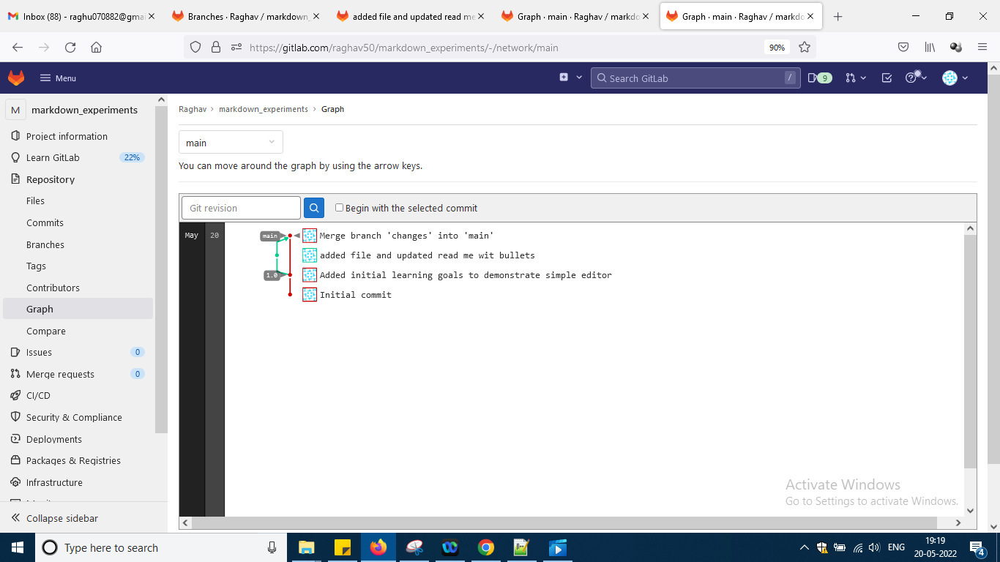 Inbox (88) - raghu070882@gmai
Branches · Raghav / markdown_
added file and updated read me
Graph · main · Raghav / markdo
Graph · main · Raghav / markdo
https://gitlab.com/raghav50/markdown_experiments/-/network/main
90%
Menu
Search GitLab
/
9
M markdown_experiments
Project information
Learn GitLab 22%
Repository
Files
Commits
Branches
Tags
Contributors
Graph
Compare
Issues 0
Merge requests 0
CI/CD
Security & Compliance
Deployments
Packages & Registries
Infrastructure
Collapse sidebar
Raghav › markdown_experiments › Graph
main
You can move around the graph by using the arrow keys.
Git revision
Begin with the selected commit
May 20 main Merge branch 'changes' into 'main'
added file and updated read me wit bullets
1.0 Added initial learning goals to demonstrate simple editor
Initial commit
Activate Windows
Go to Settings to activate Windows.
Type here to search
ENG
19:19
20-05-2022
4